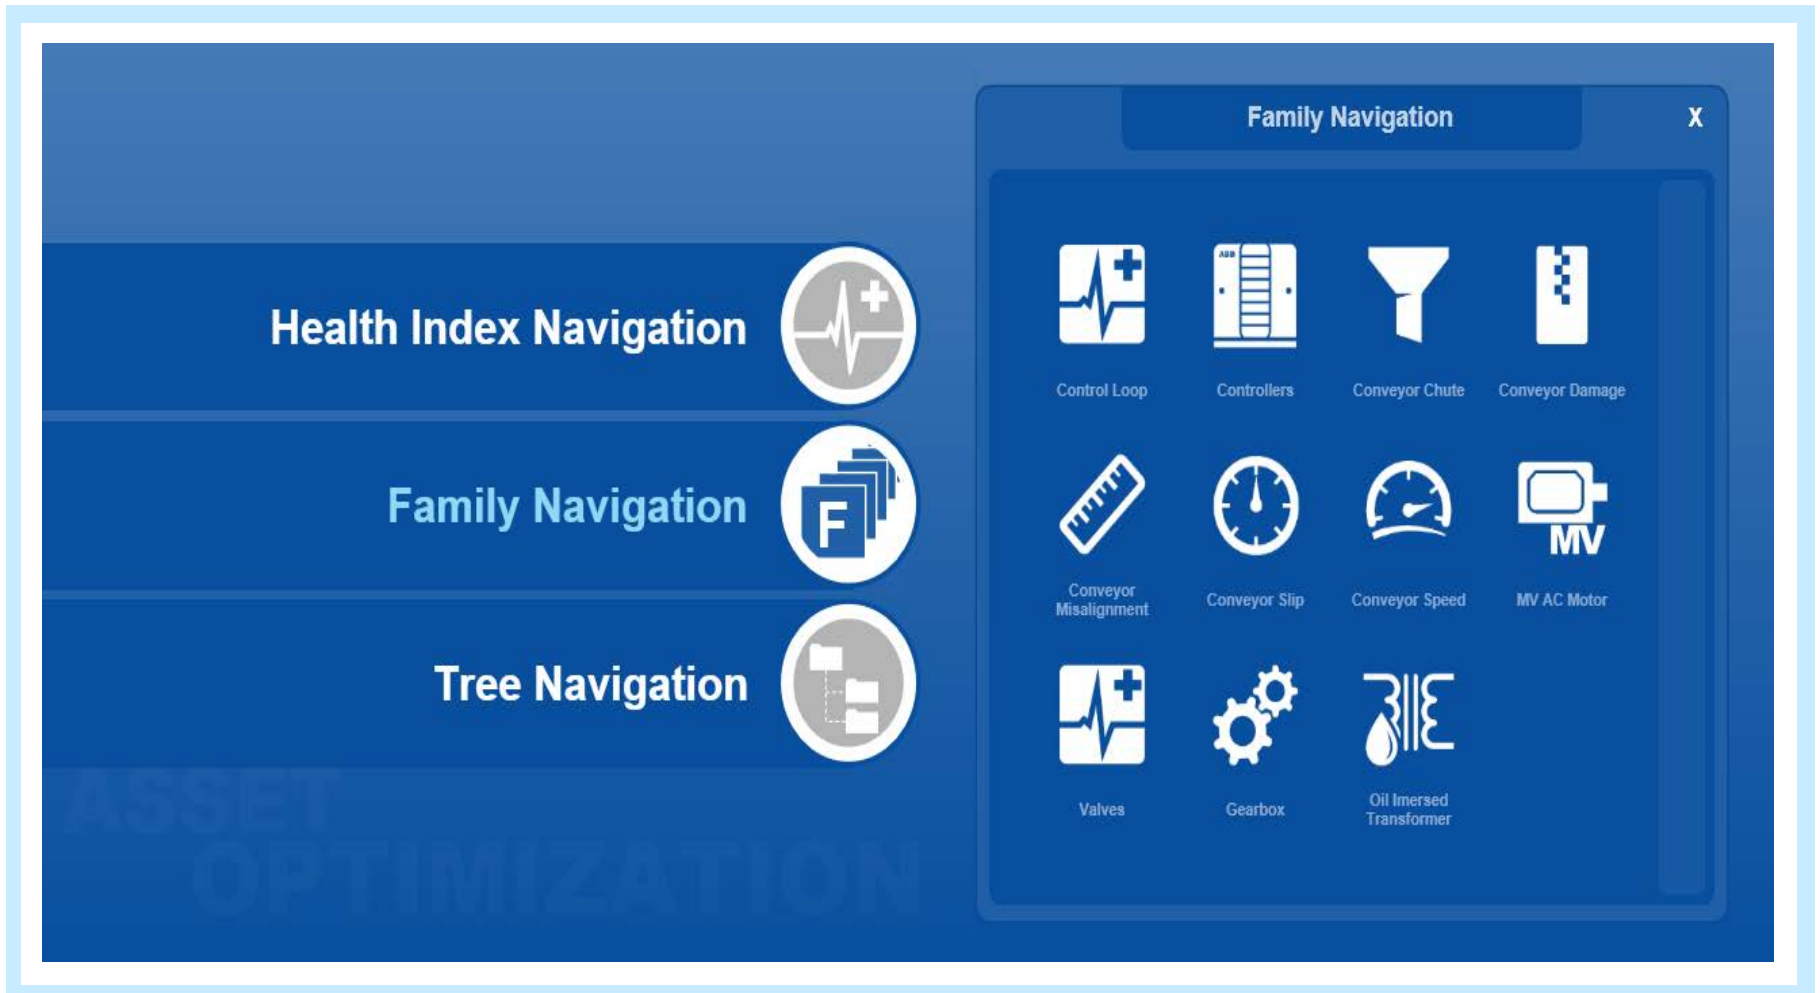 Family Navigation
X
Health Index Navigation
Family Navigation
F
Tree Navigation
ASSET
OPTIMIZATION
ABB
Control Loop
Controllers
Conveyor Chute
Conveyor Damage
MV
Conveyor
Misalignment
Conveyor Slip
Conveyor Speed
MV AC Motor
Valves
Gearbox
Oil Imersed
Transformer